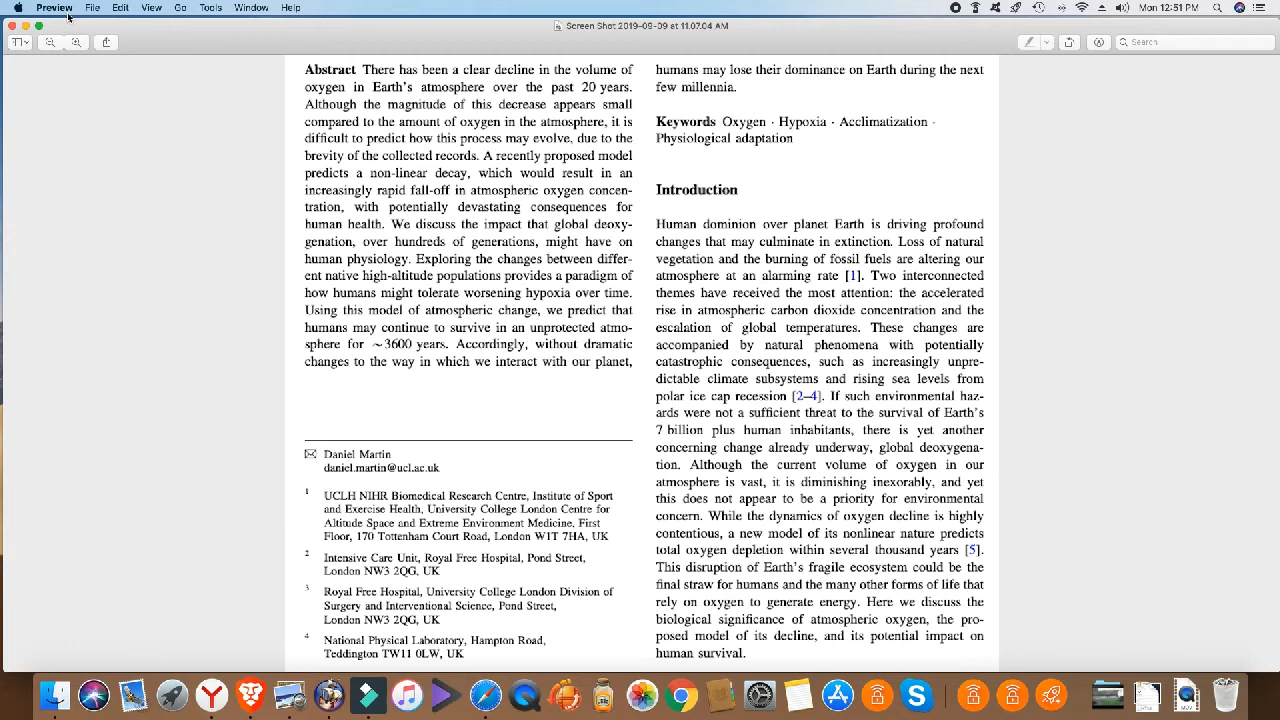 Preview File Edit View Go Tools Window Help
Mon 12:51 PM
Screen Shot 2019-09-09 at 11.07.04 AM
Search
Abstract There has been a clear decline in the volume of
oxygen in Earth's atmosphere over the past 20 years.
Although the magnitude of this decrease appears small
compared to the amount of oxygen in the atmosphere, it is
difficult to predict how this process may evolve, due to the
brevity of the collected records. A recently proposed model
predicts a non-linear decay, which would result in an
increasingly rapid fall-off in atmospheric oxygen concen-
tration, with potentially devastating consequences for
human health. We discuss the impact that global deoxy-
genation, over hundreds of generations, might have on
human physiology. Exploring the changes between differ-
ent native high-altitude populations provides a paradigm of
how humans might tolerate worsening hypoxia over time.
Using this model of atmospheric change, we predict that
humans may continue to survive in an unprotected atmo-
sphere for ~3600 years. Accordingly, without dramatic
changes to the way in which we interact with our planet,
Daniel Martin
daniel.martin@ucl.ac.uk
1 UCLH NIHR Biomedical Research Centre, Institute of Sport
and Exercise Health, University College London Centre for
Altitude Space and Extreme Environment Medicine, First
Floor, 170 Tottenham Court Road, London W1T 7HA, UK
2 Intensive Care Unit, Royal Free Hospital, Pond Street,
London NW3 2QG, UK
3 Royal Free Hospital, University College London Division of
Surgery and Interventional Science, Pond Street,
London NW3 2QG, UK
4 National Physical Laboratory, Hampton Road,
Teddington TW11 0LW, UK
humans may lose their dominance on Earth during the next
few millennia.
Keywords Oxygen · Hypoxia · Acclimatization ·
Physiological adaptation
Introduction
Human dominion over planet Earth is driving profound
changes that may culminate in extinction. Loss of natural
vegetation and the burning of fossil fuels are altering our
atmosphere at an alarming rate [1]. Two interconnected
themes have received the most attention: the accelerated
rise in atmospheric carbon dioxide concentration and the
escalation of global temperatures. These changes are
accompanied by natural phenomena with potentially
catastrophic consequences, such as increasingly unpre-
dictable climate subsystems and rising sea levels from
polar ice cap recession [2–4]. If such environmental haz-
ards were not a sufficient threat to the survival of Earth's
7 billion plus human inhabitants, there is yet another
concerning change already underway, global deoxygena-
tion. Although the current volume of oxygen in our
atmosphere is vast, it is diminishing inexorably, and yet
this does not appear to be a priority for environmental
concern. While the dynamics of oxygen decline is highly
contentious, a new model of its nonlinear nature predicts
total oxygen depletion within several thousand years [5].
This disruption of Earth's fragile ecosystem could be the
final straw for humans and the many other forms of life that
rely on oxygen to generate energy. Here we discuss the
biological significance of atmospheric oxygen, the pro-
posed model of its decline, and its potential impact on
human survival.